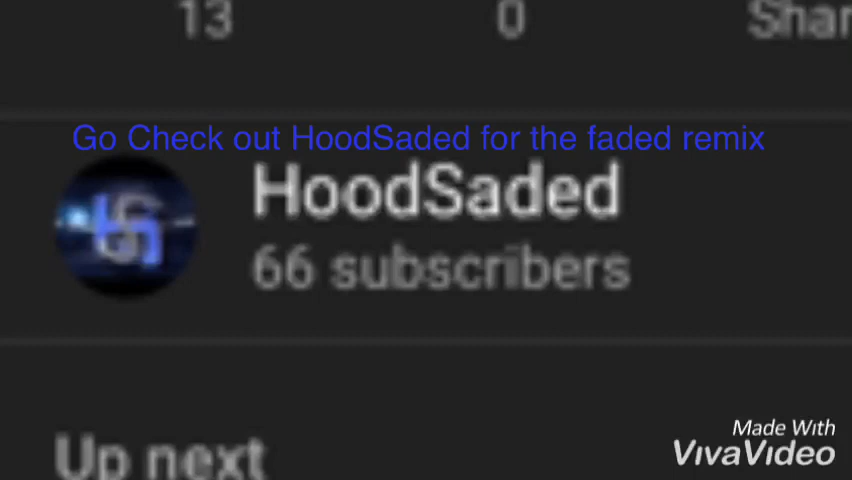 13 0 Shar
Go Check out HoodSaded for the faded remix
HoodSaded
66 subscribers
Up next
Made With
VivaVideo